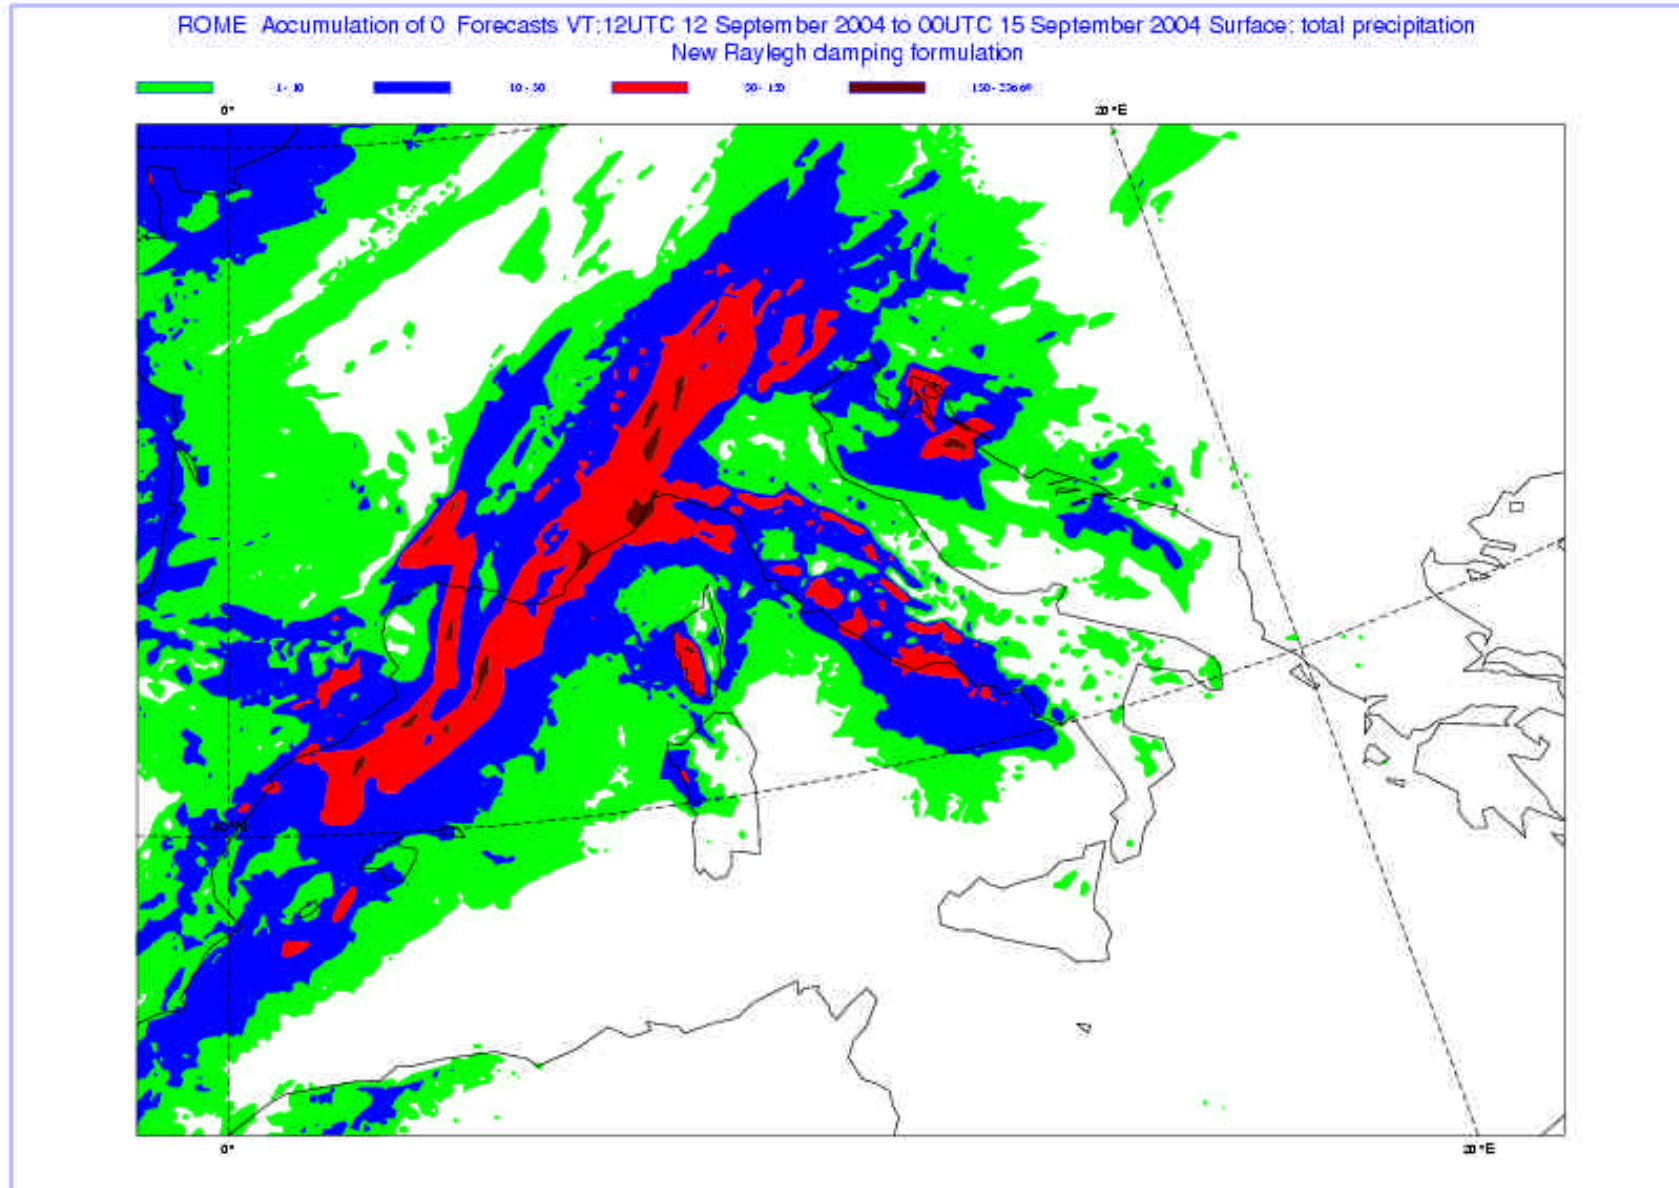 ROME Accumulation of 0 Forecasts VT:12UTC 12 September 2004 to 00UTC 15 September 2004 Surface: total precipitation
New Raylegh damping formulation
1 - 10 10 - 50 50 - 150
0° 20°E
40°N
0° 20°E